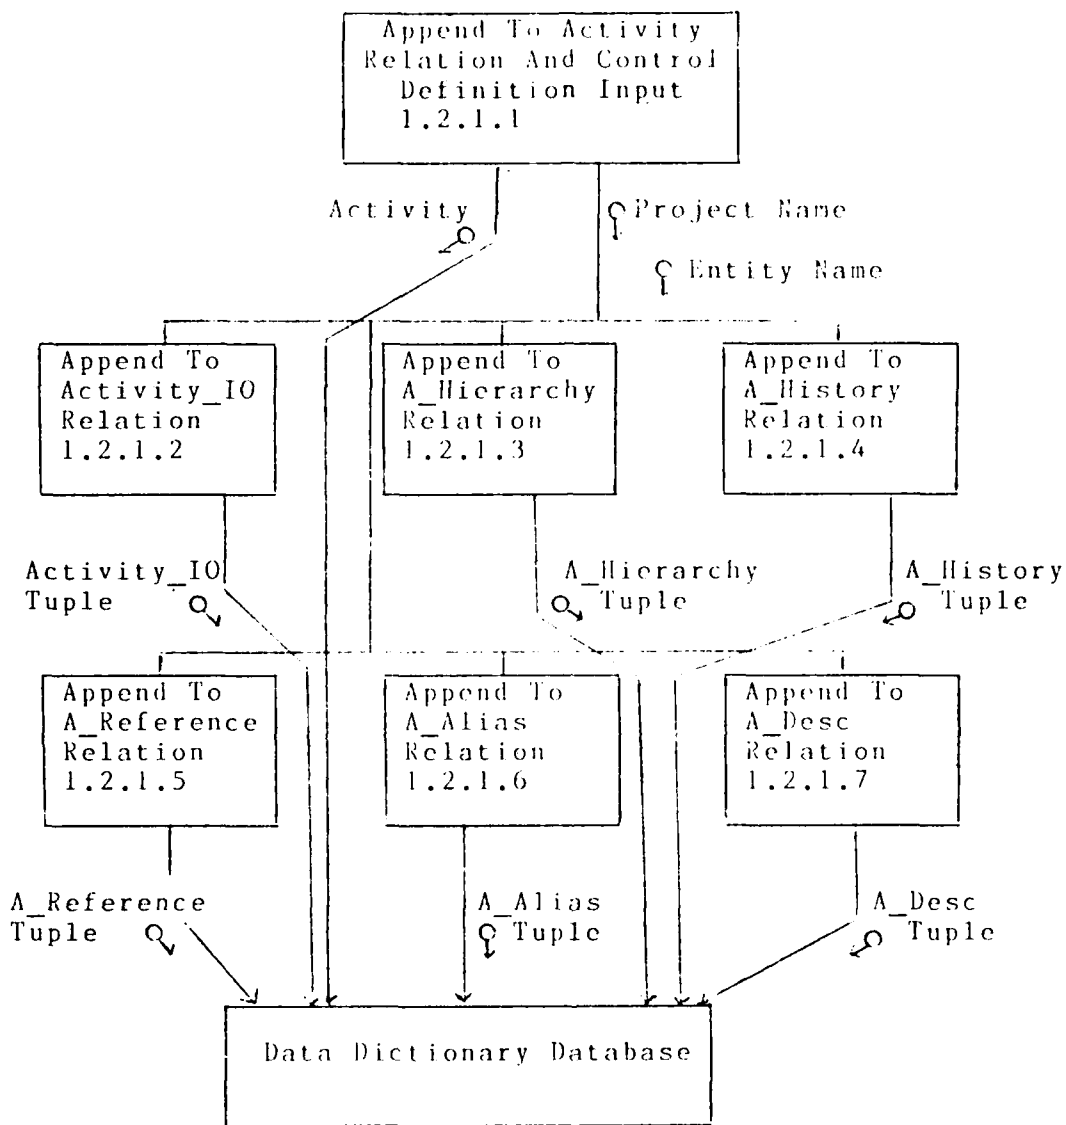 Append To Activity
Relation And Control
Definition Input
1.2.1.1
Activity
Project Name
Entity Name
Append To
Activity_IO
Relation
1.2.1.2
Append To
A_Hierarchy
Relation
1.2.1.3
Append To
A_History
Relation
1.2.1.4
Activity_IO
Tuple
A_Hierarchy
Tuple
A_History
Tuple
Append To
A_Reference
Relation
1.2.1.5
Append To
A_Alias
Relation
1.2.1.6
Append To
A_Desc
Relation
1.2.1.7
A_Reference
Tuple
A_Alias
Tuple
A_Desc
Tuple
Data Dictionary Database